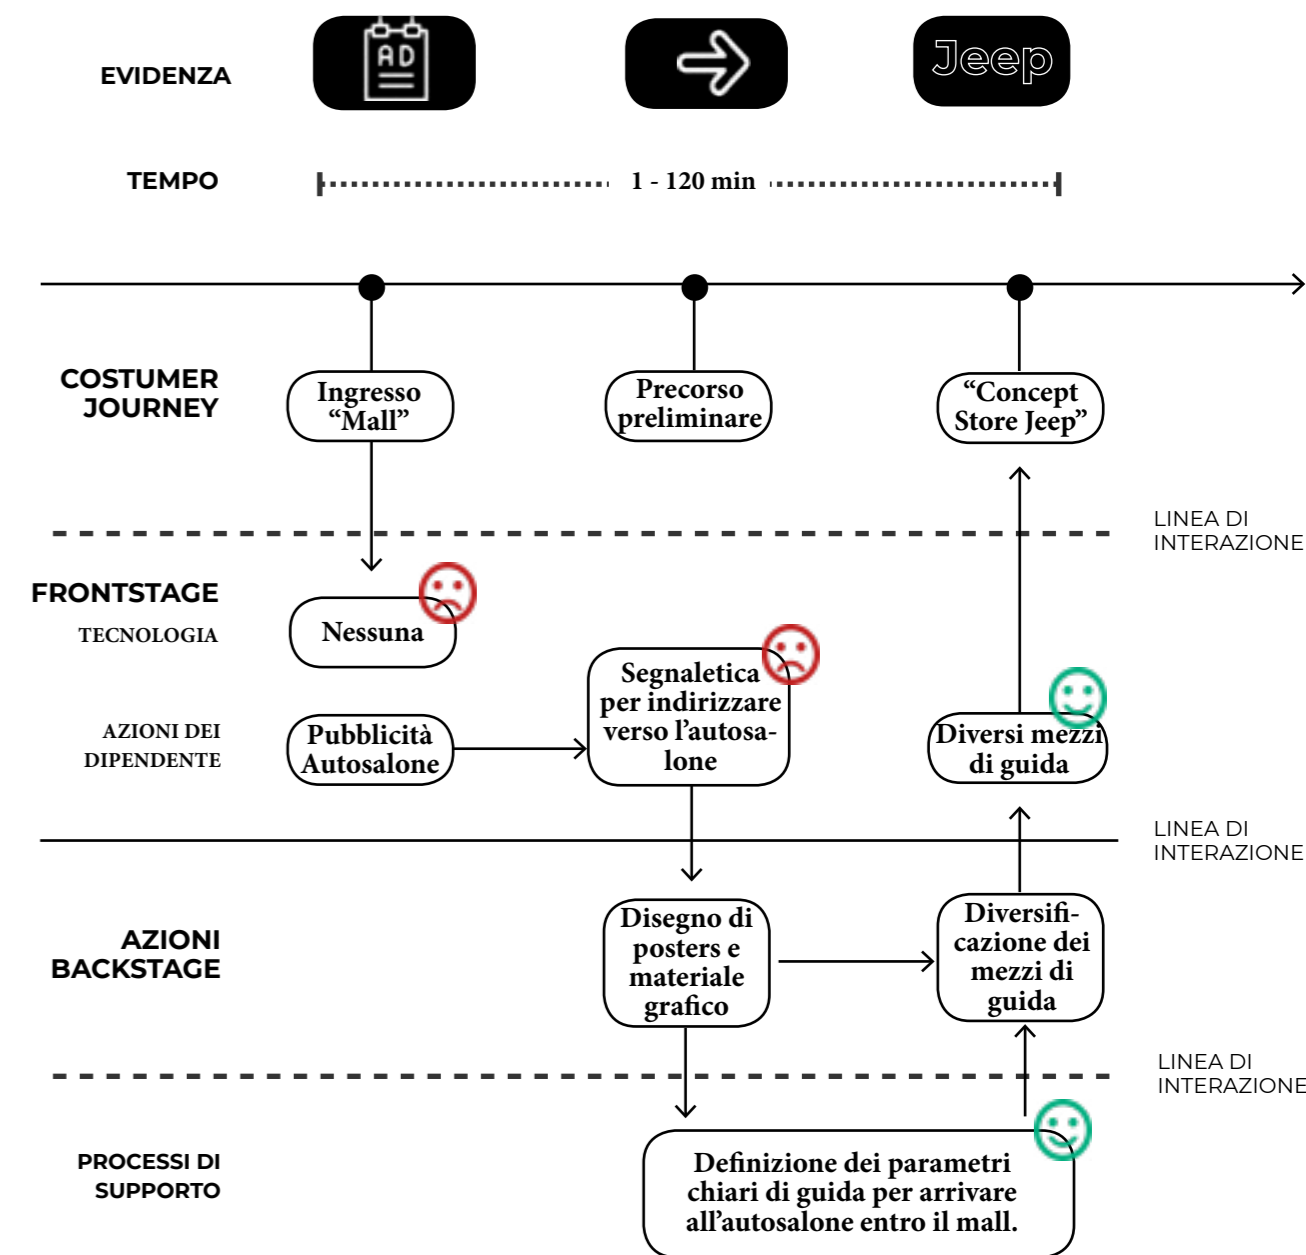 EVIDENZA
AD
Jeep
TEMPO
1 - 120 min
COSTUMER
JOURNEY
Ingresso
“Mall”
Precorso
preliminare
“Concept
Store Jeep”
LINEA DI
INTERAZIONE
FRONTSTAGE
TECNOLOGIA
Nessuna
AZIONI DEI
DIPENDENTE
Pubblicità
Autosalone
Segnaletica
per indirizzare
verso l’autosa-
lone
Diversi mezzi
di guida
LINEA DI
INTERAZIONE
AZIONI
BACKSTAGE
Disegno di
posters e
materiale
grafico
Diversifi-
cazione dei
mezzi di
guida
LINEA DI
INTERAZIONE
PROCESSI DI
SUPPORTO
Definizione dei parametri
chiari di guida per arrivare
all’autosalone entro il mall.